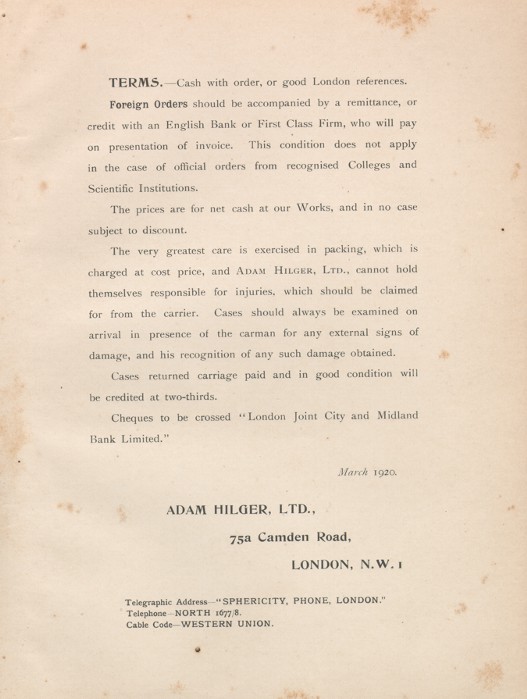 TERMS.—Cash with order, or good London references.
Foreign Orders should be accompanied by a remittance, or
credit with an English Bank or First Class Firm, who will pay
on presentation of invoice. This condition does not apply
in the case of official orders from recognised Colleges and
Scientific Institutions.
The prices are for net cash at our Works, and in no case
subject to discount.
The very greatest care is exercised in packing, which is
charged at cost price, and ADAM HILGER, LTD., cannot hold
themselves responsible for injuries, which should be claimed
for from the carrier. Cases should always be examined on
arrival in presence of the carman for any external signs of
damage, and his recognition of any such damage obtained.
Cases returned carriage paid and in good condition will
be credited at two-thirds.
Cheques to be crossed "London Joint City and Midland
Bank Limited."
March 1920.
ADAM HILGER, LTD.,
75a Camden Road,
LONDON, N.W. 1
Telegraphic Address—"SPHERICITY, PHONE, LONDON."
Telephone—NORTH 1677/8.
Cable Code—WESTERN UNION.